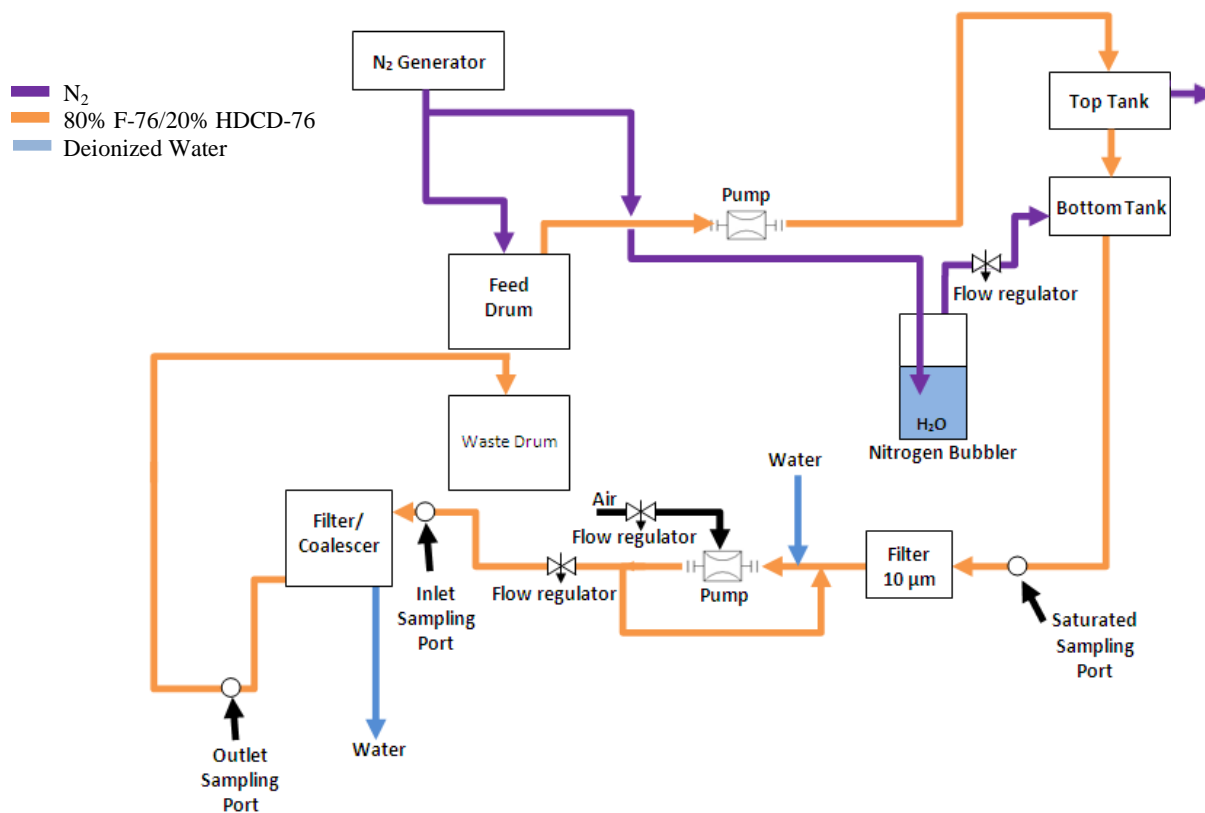 N₂ Generator
N₂
80% F-76/20% HDCD-76
Deionized Water
Top Tank
Pump
Bottom Tank
Feed
Drum
Flow regulator
Waste Drum
H₂O
Nitrogen Bubbler
Water
Air
Flow regulator
Filter/
Coalescer
Filter
10 µm
Flow regulator
Pump
Inlet
Sampling
Port
Saturated
Sampling
Port
Water
Outlet
Sampling
Port